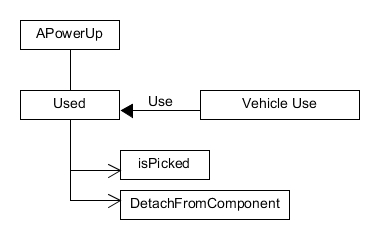 APowerUp
Used
Use
Vehicle Use
isPicked
DetachFromComponent